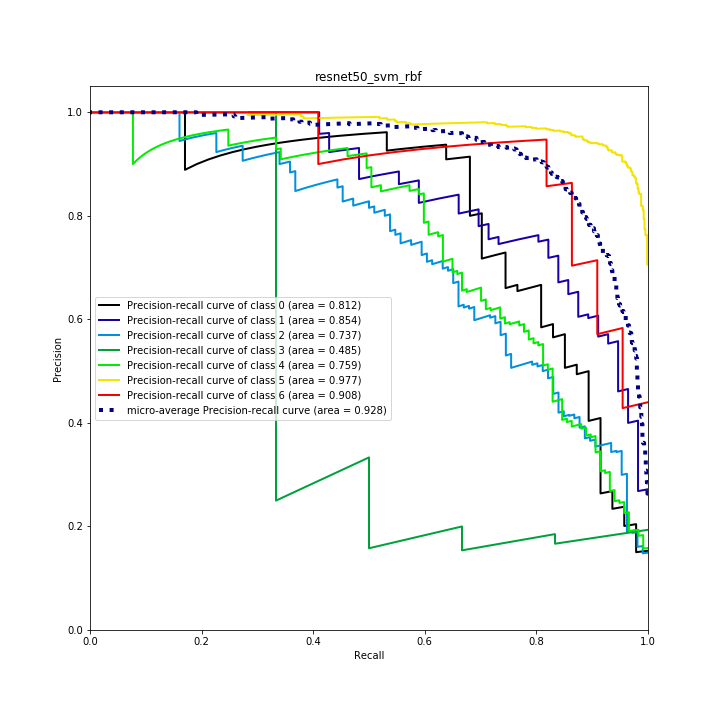 resnet50_svm_rbf
1.0
0.8
0.6
0.4
0.2
0.0
Precision
Precision-recall curve of class 0 (area = 0.812)
Precision-recall curve of class 1 (area = 0.854)
Precision-recall curve of class 2 (area = 0.737)
Precision-recall curve of class 3 (area = 0.485)
Precision-recall curve of class 4 (area = 0.759)
Precision-recall curve of class 5 (area = 0.977)
Precision-recall curve of class 6 (area = 0.908)
micro-average Precision-recall curve (area = 0.928)
0.0 0.2 0.4 0.6 0.8 1.0
Recall